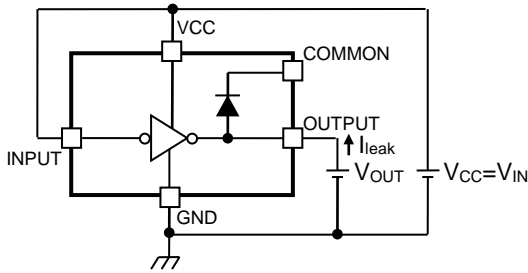 VCC
COMMON
OUTPUT
INPUT
Ileak
VOUT
VCC=VIN
GND